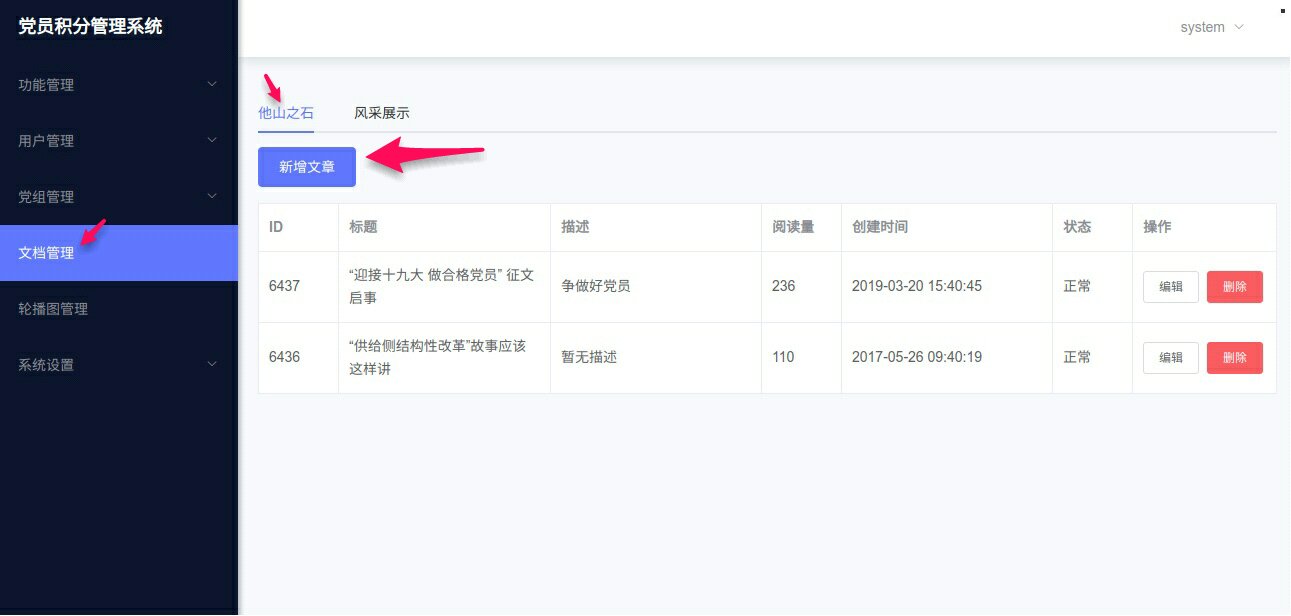 党员积分管理系统
system
功能管理
用户管理
党组管理
文档管理
轮播图管理
系统设置
他山之石 风采展示
新增文章
ID 标题 描述 阅读量 创建时间 状态 操作
6437 “迎接十九大 做合格党员” 征文 争做好党员 236 2019-03-20 15:40:45 正常 编辑 删除
启事
6436 “供给侧结构性改革”故事应该 暂无描述 110 2017-05-26 09:40:19 正常 编辑 删除
这样讲